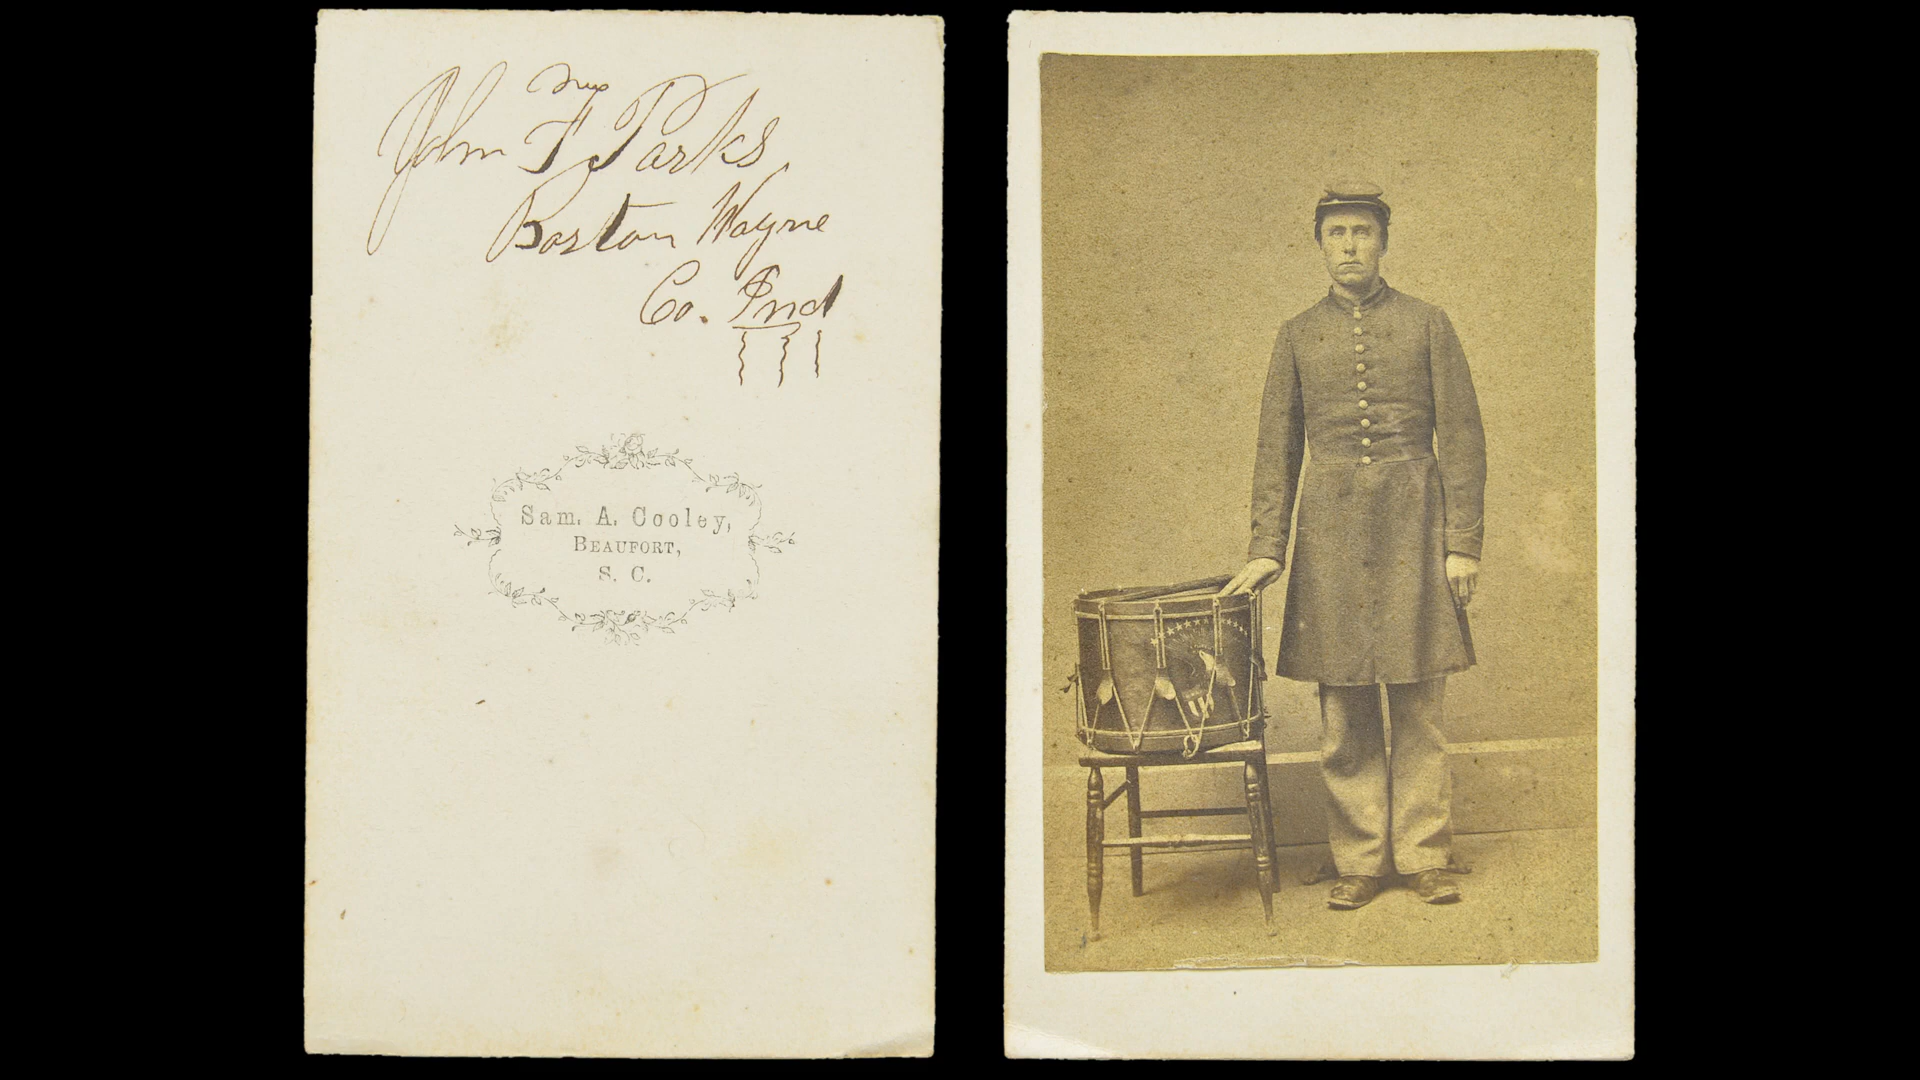 John F Parks
Boston Wayne
Co. Ind
Sam. A. Cooley,
BEAUFORT,
S. C.